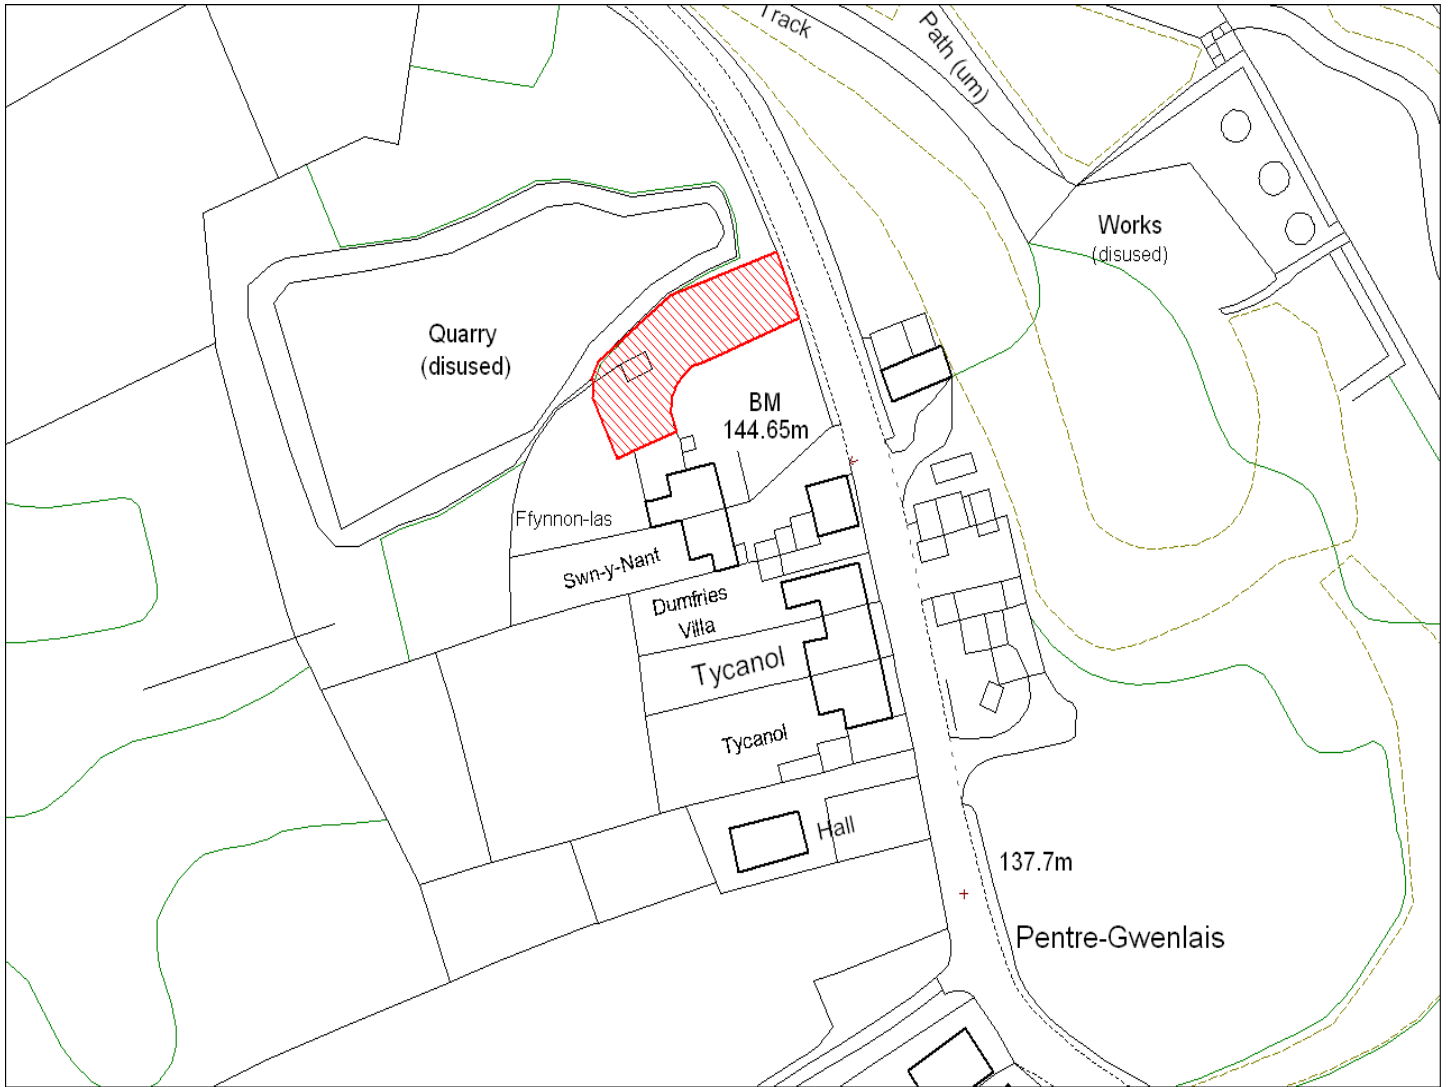 Track
Path (um)
Works
(disused)
Quarry
(disused)
BM
144.65m
Ffynnon-las
Swn-y-Nant
Dumfries
Villa
Tycanol
Tycanol
Hall
137.7m
Pentre-Gwenlais